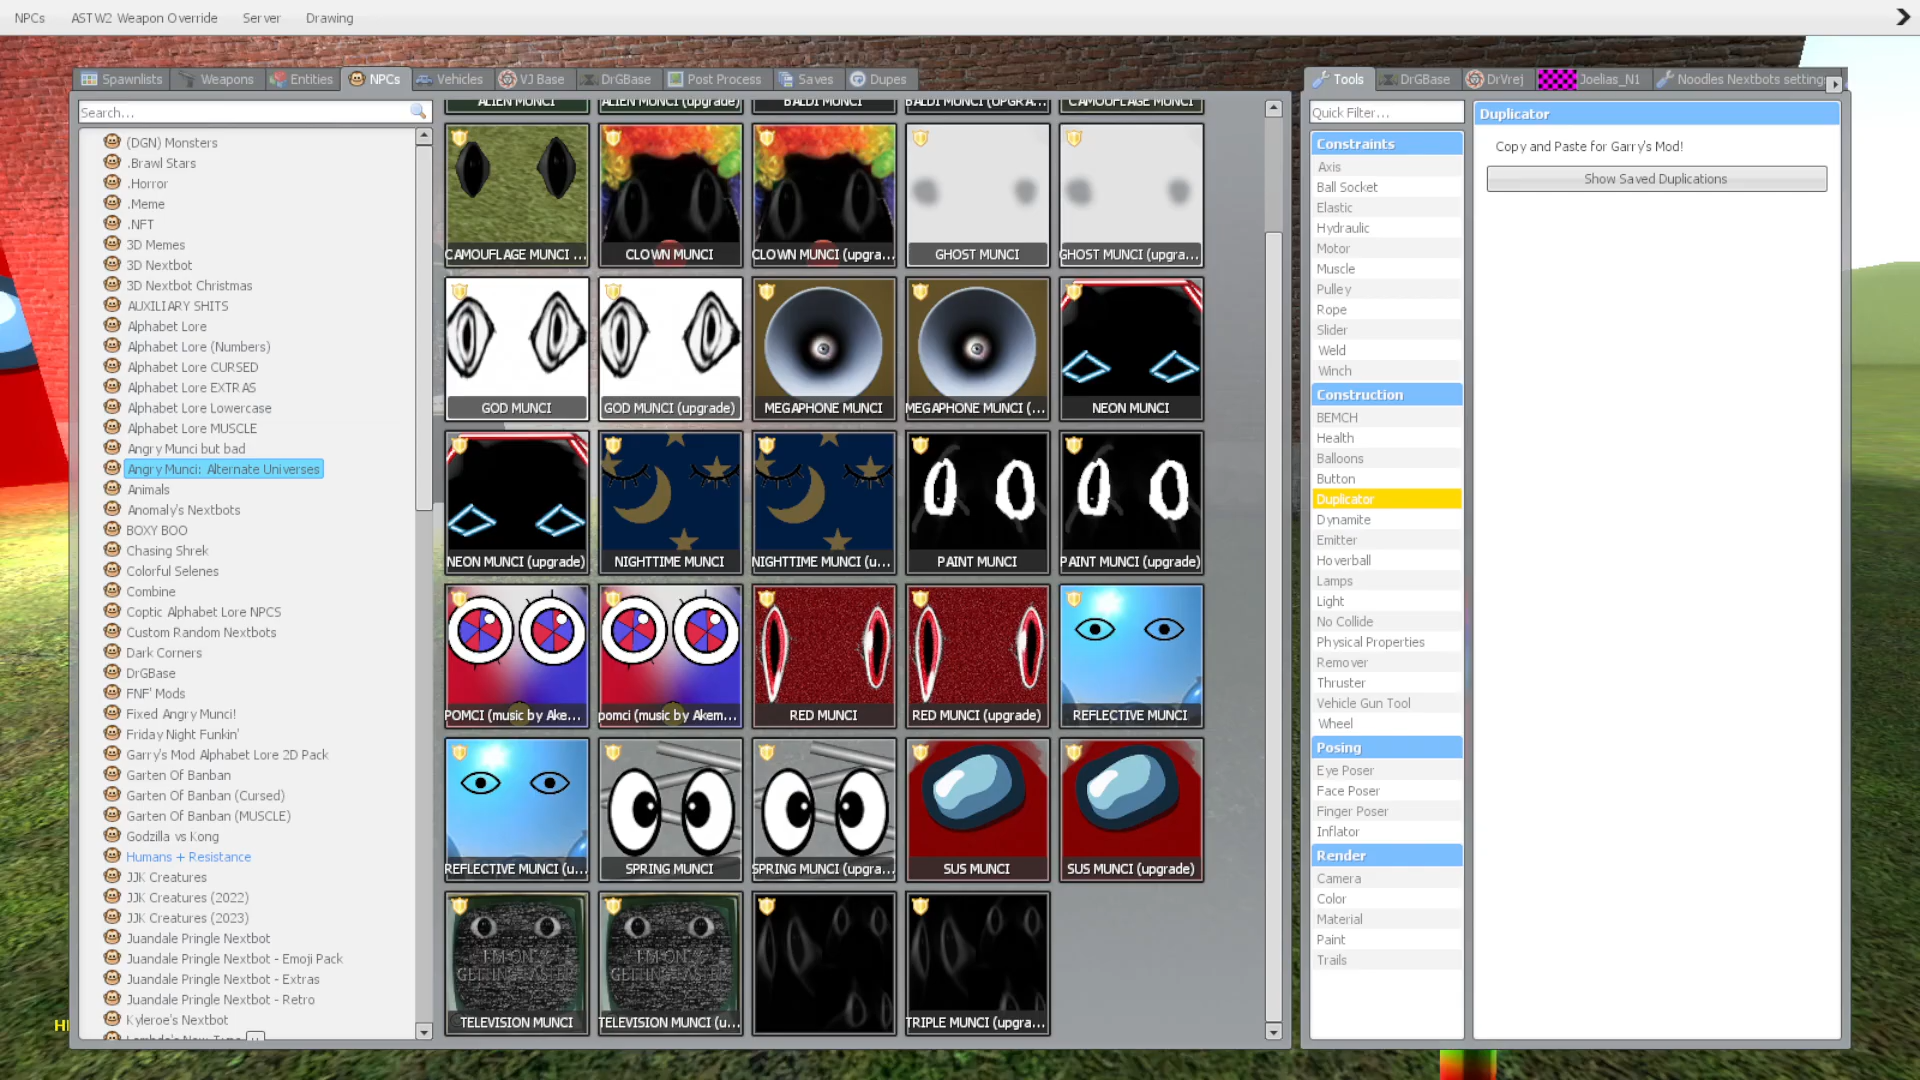 NPCs AST W2 Weapon Override Server Drawing
Spawnlists Weapons Entities NPCs Vehicles VJ Base DrGBase Post Process Saves Dupes
Tools DrGBase DrVrej Joelias_N1 Noodles Nextbots setting
Search...
(DGN) Monsters
.Brawl Stars
.Horror
.Meme
.NFT
3D Memes
3D Nextbot
3D Nextbot Christmas
AUXILIARY SHITS
Alphabet Lore
Alphabet Lore (Numbers)
Alphabet Lore CURSED
Alphabet Lore EXTRAS
Alphabet Lore Lowercase
Alphabet Lore MUSCLE
Angry Munci but bad
Angry Munci: Alternate Universes
Animals
Anomaly's Nextbots
BOXY BOO
Chasing Shrek
Colorful Selenes
Combine
Coptic Alphabet Lore NPCS
Custom Random Nextbots
Dark Corners
DrGBase
FNF' Mods
Fixed Angry Munci!
Friday Night Funkin'
Garry's Mod Alphabet Lore 2D Pack
Garten Of Banban
Garten Of Banban (Cursed)
Garten Of Banban (MUSCLE)
Godzilla vs Kong
Humans + Resistance
JJK Creatures
JJK Creatures (2022)
JJK Creatures (2023)
Juandale Pringle Nextbot
Juandale Pringle Nextbot - Emoji Pack
Juandale Pringle Nextbot - Extras
Juandale Pringle Nextbot - Retro
Kyleroe's Nextbot
ALIEN MUNCI ALIEN MUNCI (upgrade) BALDI MUNCI BALDI MUNCI (UPGRA... CAMOUFLAGE MUNCI
CAMOUFLAGE MUNCI ... CLOWN MUNCI CLOWN MUNCI (upgra... GHOST MUNCI GHOST MUNCI (upgra...
GOD MUNCI GOD MUNCI (upgrade) MEGAPHONE MUNCI MEGAPHONE MUNCI (... NEON MUNCI
NEON MUNCI (upgrade) NIGHTTIME MUNCI NIGHTTIME MUNCI (u... PAINT MUNCI PAINT MUNCI (upgrade)
POMCI (music by Ake... pomci (music by Akem... RED MUNCI RED MUNCI (upgrade) REFLECTIVE MUNCI
REFLECTIVE MUNCI (u... SPRING MUNCI SPRING MUNCI (upgra... SUS MUNCI SUS MUNCI (upgrade)
TELEVISION MUNCI TELEVISION MUNCI (u... TRIPLE MUNCI (upgra...
Quick Filter...
Constraints
Axis
Ball Socket
Elastic
Hydraulic
Motor
Muscle
Pulley
Rope
Slider
Weld
Winch
Construction
BEMCH
Health
Balloons
Button
Duplicator
Dynamite
Emitter
Hoverball
Lamps
Light
No Collide
Physical Properties
Remover
Thruster
Vehicle Gun Tool
Wheel
Posing
Eye Poser
Face Poser
Finger Poser
Inflator
Render
Camera
Color
Material
Paint
Trails
Duplicator
Copy and Paste for Garry's Mod!
Show Saved Duplications